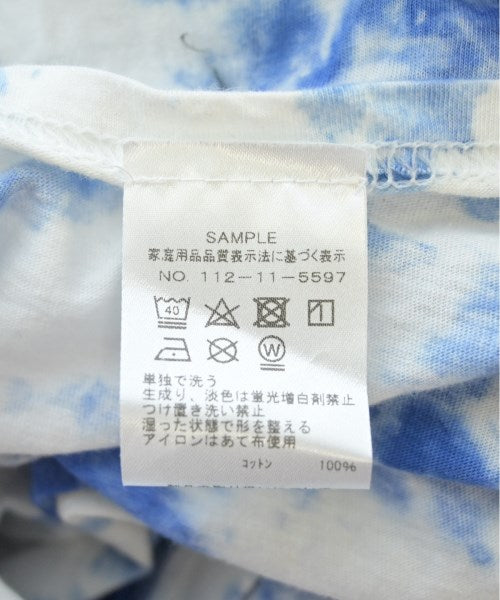 SAMPLE
家庭用品品質表示法に基づく表示
NO. 112-11-5597
40
W
単独で洗う
生成り、淡色は蛍光増白剤禁止
つけ置き洗い禁止
湿った状態で形を整える
アイロンはあて布使用
コットン 100%